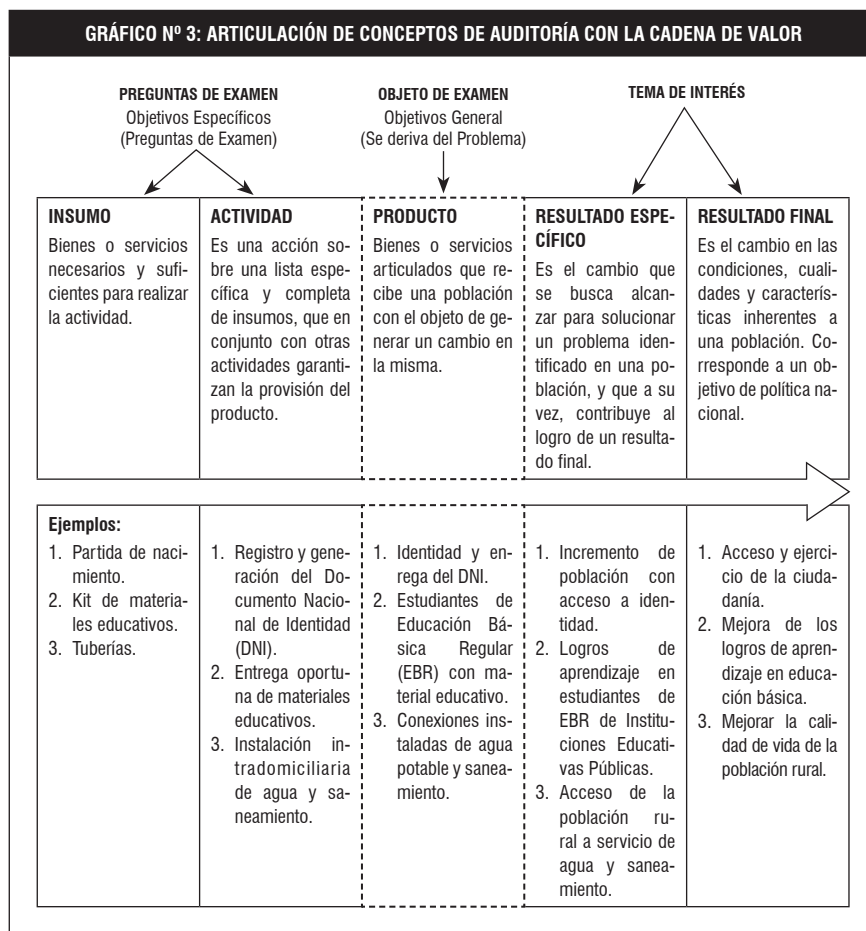 GRÁFICO Nº 3: ARTICULACIÓN DE CONCEPTOS DE AUDITORÍA CON LA CADENA DE VALOR
PREGUNTAS DE EXAMEN
Objetivos Específicos
(Preguntas de Examen)
OBJETO DE EXAMEN
Objetivos General
(Se deriva del Problema)
TEMA DE INTERÉS
INSUMO
Bienes o servicios
necesarios y sufi-
cientes para realizar
la actividad.
ACTIVIDAD
Es una acción so-
bre una lista espe-
cífica y completa
de insumos, que en
conjunto con otras
actividades garanti-
zan la provisión del
producto.
PRODUCTO
Bienes o servicios
articulados que re-
cibe una población
con el objeto de ge-
nerar un cambio en
la misma.
RESULTADO ESPE-
CÍFICO
Es el cambio que
se busca alcan-
zar para solucionar
un problema iden-
tificado en una po-
blación, y que a su
vez, contribuye al
logro de un resulta-
do final.
RESULTADO FINAL
Es el cambio en las
condiciones, cuali-
dades y caracterís-
ticas inherentes a
una población. Co-
rresponde a un ob-
jetivo de política na-
cional.
Ejemplos:
1. Partida de naci-
miento.
2. Kit de materia-
les educativos.
3. Tuberías.
1. Registro y gene-
ración del Do-
cumento Nacio-
nal de Identidad
(DNI).
2. Entrega oportu-
na de materiales
educativos.
3. Instalación in-
tradomiciliaria
de agua y sa-
neamiento.
1. Identidad y en-
trega del DNI.
2. Estudiantes de
Educación Bá-
sica Regular
(EBR) con ma-
terial educativo.
3. Conexiones ins-
taladas de agua
potable y sanea-
miento.
1. Incremento de
población con
acceso a iden-
tidad.
2. Logros de
aprendizaje en
estudiantes de
EBR de Institu-
ciones Educati-
vas Públicas.
3. Acceso de la
población ru-
ral a servicio de
agua y sanea-
miento.
1. Acceso y ejerci-
cio de la ciuda-
danía.
2. Mejora de los
logros de apren-
dizaje en educa-
ción básica.
3. Mejorar la cali-
dad de vida de la
población rural.